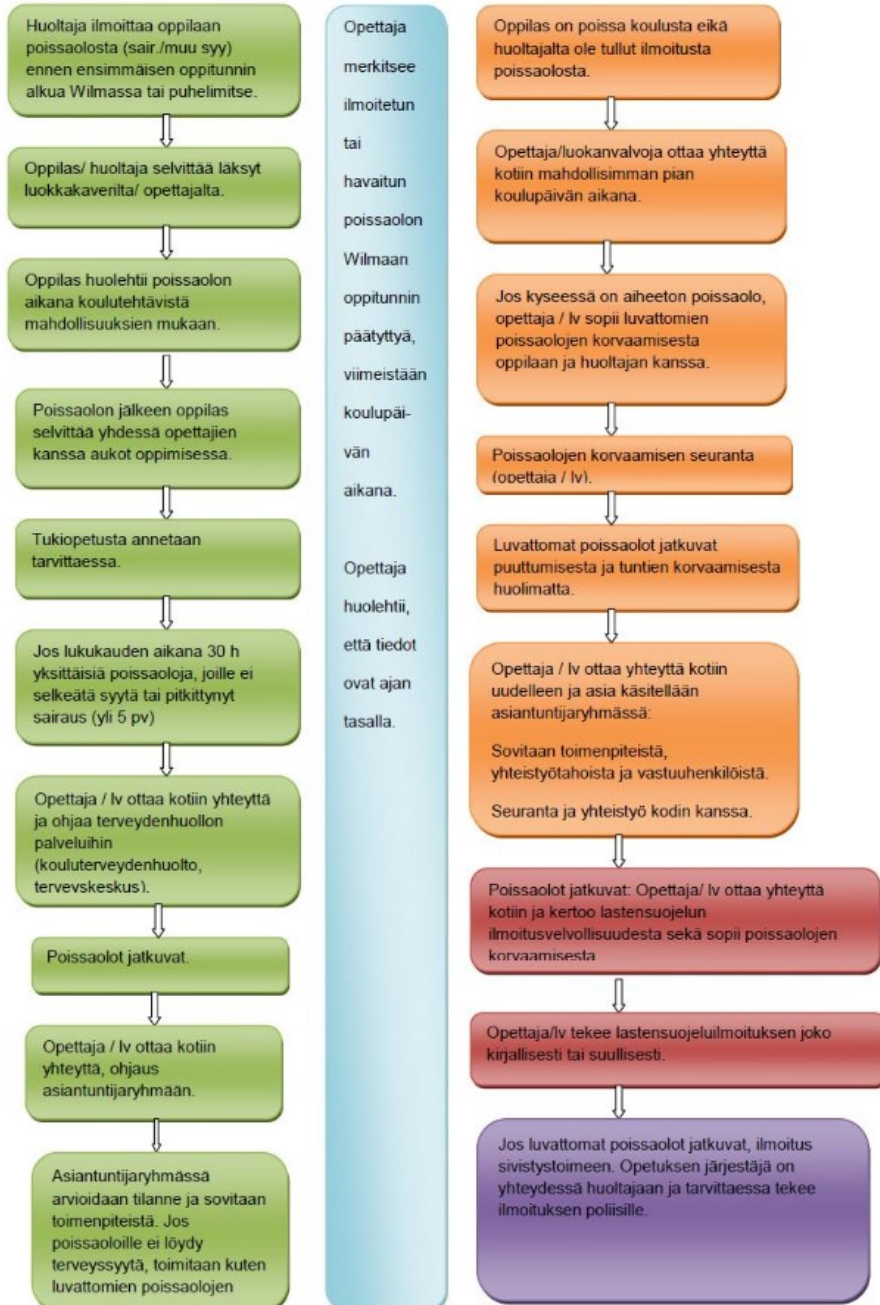 Huoltaja ilmoittaa oppilaan
poissaolosta (sair./muu syy)
ennen ensimmäisen oppitunnin
alkua Wilmassa tai puhelimitse.
Oppilas/ huoltaja selvittää läksyt
luokkakaverilta/ opettajalta.
Oppilas huolehtii poissaolon
aikana koulutehtävistä
mahdollisuuksien mukaan.
Poissaolon jälkeen oppilas
selvittää yhdessä opettajien
kanssa aukot oppimisessa.
Tukiopetusta annetaan
tarvittaessa.
Jos lukukauden aikana 30 h
yksittäisiä poissaoloja, joille ei
selkeätä syytä tai pitkittynyt
sairaus (yli 5 pv)
Opettaja / lv ottaa kotiin yhteyttä
ja ohjaa terveydenhuollon
palveluihin
(kouluterveydenhuolto,
terveyskeskus).
Poissaolot jatkuvat.
Opettaja / lv ottaa kotiin
yhteyttä, ohjaus
asiantuntijaryhmään.
Asiantuntijaryhmässä
arvioidaan tilanne ja sovitaan
toimenpiteistä. Jos
poissaoloille ei löydy
terveyssyytä, toimitaan kuten
luvattomien poissaolojen
Opettaja
merkitsee
ilmoitetun
tai
havaitun
poissaolon
Wilmaan
oppitunnin
päätyttyä,
viimeistään
koulupäi-
vän
aikana.
Opettaja
huolehtii,
että tiedot
ovat ajan
tasalla.
Oppilas on poissa koulusta eikä
huoltajalta ole tullut ilmoitusta
poissaolosta.
Opettaja/luokanvalvoja ottaa yhteyttä
kotiin mahdollisimman pian
koulupäivän aikana.
Jos kyseessä on aiheeton poissaolo,
opettaja / lv sopii luvattomien
poissaolojen korvaamisesta
oppilaan ja huoltajan kanssa.
Poissaolojen korvaamisen seuranta
(opettaja / lv).
Luvattomat poissaolot jatkuvat
puuttumisesta ja tuntien korvaamisesta
huolimatta.
Opettaja / lv ottaa yhteyttä kotiin
uudelleen ja asia käsitellään
asiantuntijaryhmässä:
Sovitaan toimenpiteistä,
yhteistyötahoista ja vastuuhenkilöistä.
Seuranta ja yhteistyö kodin kanssa.
Poissaolot jatkuvat: Opettaja/ lv ottaa yhteyttä
kotiin ja kertoo lastensuojelun
ilmoitusvelvollisuudesta sekä sopii poissaolojen
korvaamisesta
Opettaja/lv tekee lastensuojeluilmoituksen joko
kirjallisesti tai suullisesti.
Jos luvattomat poissaolot jatkuvat, ilmoitus
sivistystoimeen. Opetuksen järjestäjä on
yhteydessä huoltajaan ja tarvittaessa tekee
ilmoituksen poliisille.